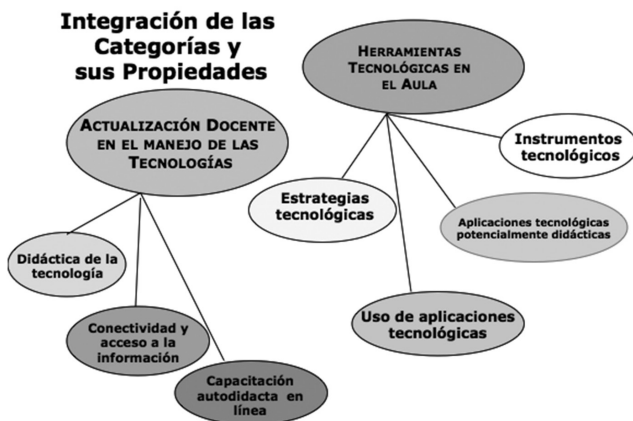 Integración de las
Categorías y
sus Propiedades
HERRAMIENTAS
TECNOLÓGICAS EN
EL AULA
ACTUALIZACIÓN DOCENTE
EN EL MANEJO DE LAS
TECNOLOGÍAS
Instrumentos
tecnológicos
Estrategias
tecnológicas
Aplicaciones tecnológicas
potencialmente didácticas
Didáctica de la
tecnología
Uso de aplicaciones
tecnológicas
Conectividad y
acceso a la
información
Capacitación
autodidacta en
línea